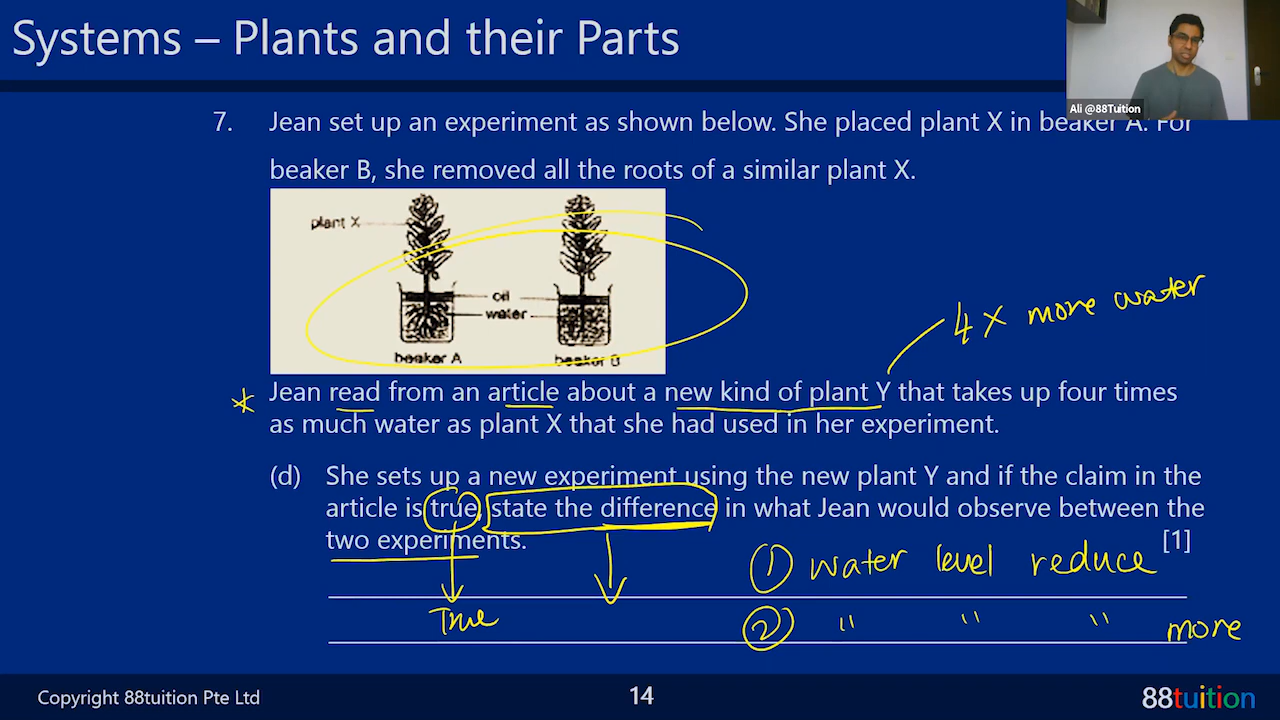 Systems – Plants and their Parts
Ali @88Tuition
7. Jean set up an experiment as shown below. She placed plant X in beaker A. For
beaker B, she removed all the roots of a similar plant X.
plant X
oil
water
beaker A
beaker B
4 x more water
* Jean read from an article about a new kind of plant Y that takes up four times
as much water as plant X that she had used in her experiment.
(d) She sets up a new experiment using the new plant Y and if the claim in the
article is true, state the difference in what Jean would observe between the
two experiments. [1]
① water level reduce
True
② " " " more
Copyright 88tuition Pte Ltd
14
88tuition